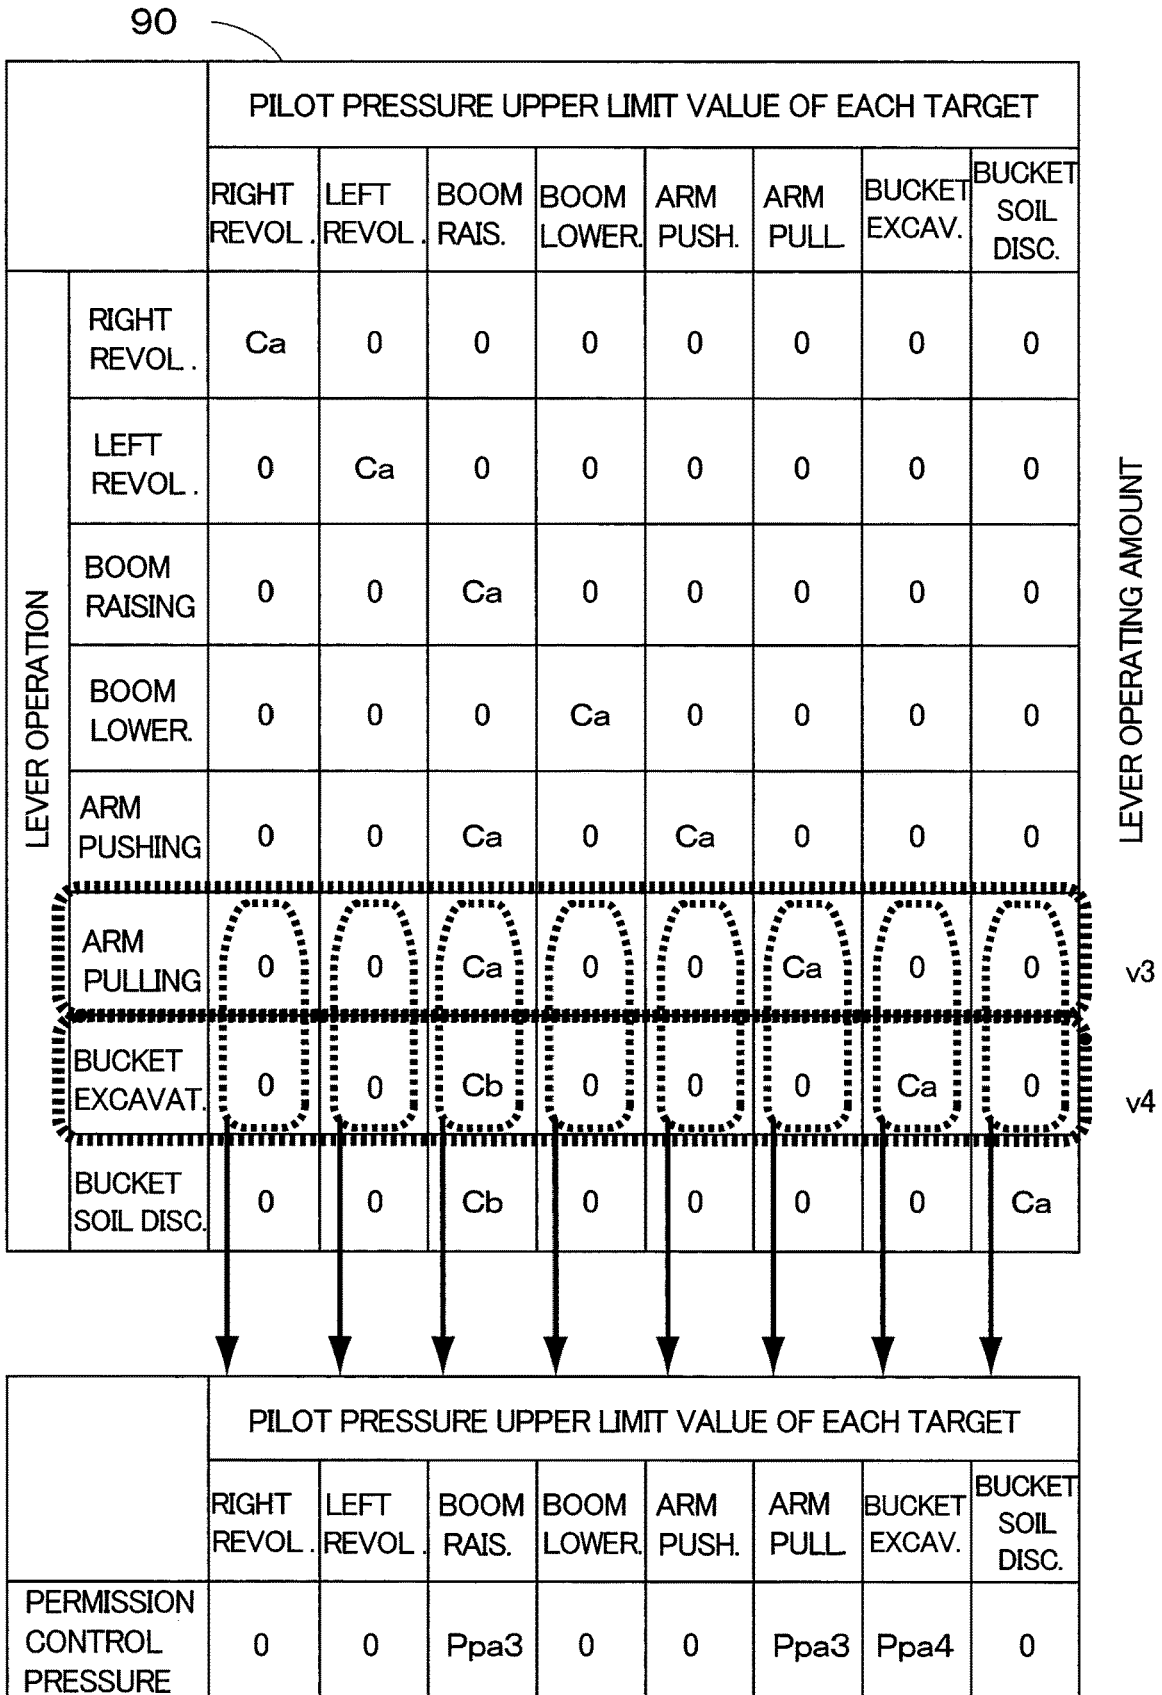 90
PILOT PRESSURE UPPER LIMIT VALUE OF EACH TARGET
RIGHT REVOL. LEFT REVOL. BOOM RAIS. BOOM LOWER. ARM PUSH. ARM PULL BUCKET EXCAV. BUCKET SOIL DISC.
LEVER OPERATION
RIGHT REVOL. Ca 0 0 0 0 0 0 0
LEFT REVOL. 0 Ca 0 0 0 0 0 0
BOOM RAISING 0 0 Ca 0 0 0 0 0
BOOM LOWER. 0 0 0 Ca 0 0 0 0
ARM PUSHING 0 0 Ca 0 Ca 0 0 0
ARM PULLING 0 0 Ca 0 0 Ca 0 0 v3
BUCKET EXCAVAT. 0 0 Cb 0 0 0 Ca 0 v4
BUCKET SOIL DISC. 0 0 Cb 0 0 0 0 Ca
LEVER OPERATING AMOUNT
PILOT PRESSURE UPPER LIMIT VALUE OF EACH TARGET
RIGHT REVOL. LEFT REVOL. BOOM RAIS. BOOM LOWER. ARM PUSH. ARM PULL BUCKET EXCAV. BUCKET SOIL DISC.
PERMISSION CONTROL PRESSURE 0 0 Ppa3 0 0 Ppa3 Ppa4 0